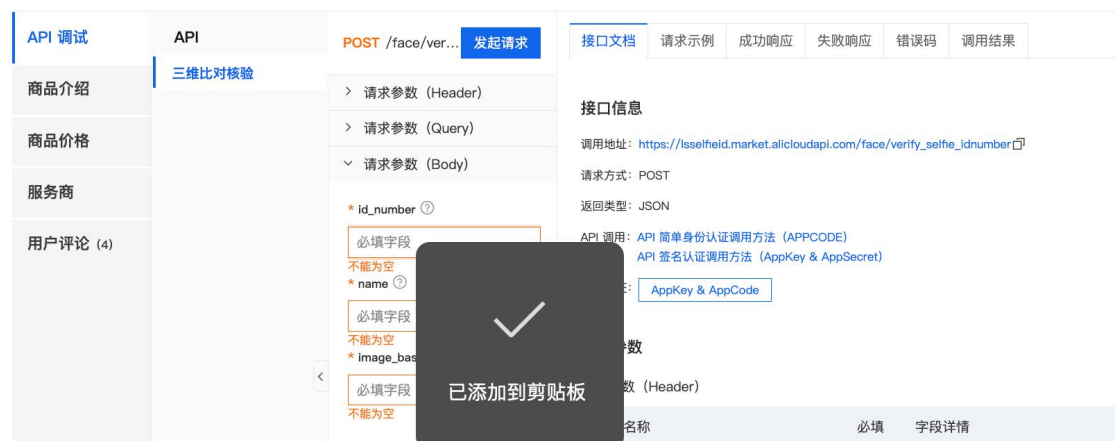 API 调试
商品介绍
商品价格
服务商
用户评论 (4)
API
三维比对核验
POST /face/ver... 发起请求
请求参数（Header）
请求参数（Query）
请求参数（Body）
* id_number
必填字段
不能为空
* name
必填字段
不能为空
* image_bas
必填字段
不能为空
已添加到剪贴板
接口文档 请求示例 成功响应 失败响应 错误码 调用结果
接口信息
调用地址：https://lsselfieid.market.alicloudapi.com/face/verify_selfie_idnumber
请求方式：POST
返回类型：JSON
API 调用：API 简单身份认证调用方法（APPCODE）
API 签名认证调用方法（AppKey & AppSecret）
AppKey & AppCode
数
数（Header）
名称 必填 字段详情